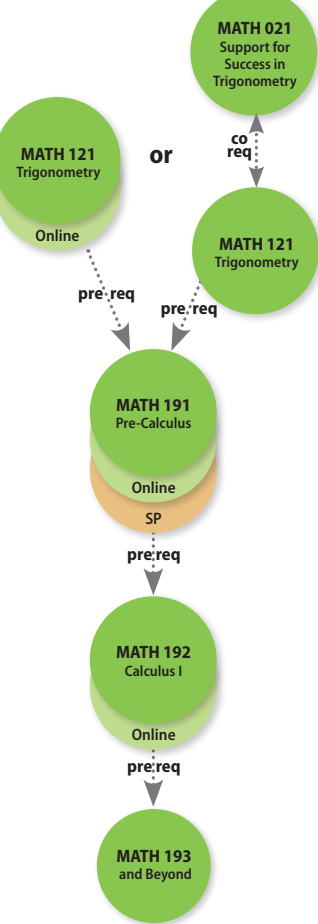 MATH 021
Support for
Success in
Trigonometry
co
req
MATH 121
Trigonometry
Online
or
MATH 121
Trigonometry
pre req
pre req
MATH 191
Pre-Calculus
Online
SP
pre req
MATH 192
Calculus I
Online
pre req
MATH 193
and Beyond